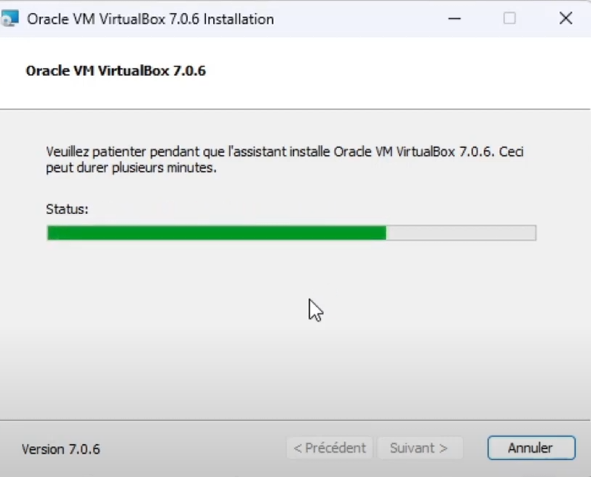 Oracle VM VirtualBox 7.0.6 Installation
Oracle VM VirtualBox 7.0.6
Veuillez patienter pendant que l'assistant installe Oracle VM VirtualBox 7.0.6. Ceci
peut durer plusieurs minutes.
Status:
Version 7.0.6
< Précédent
Suivant >
Annuler